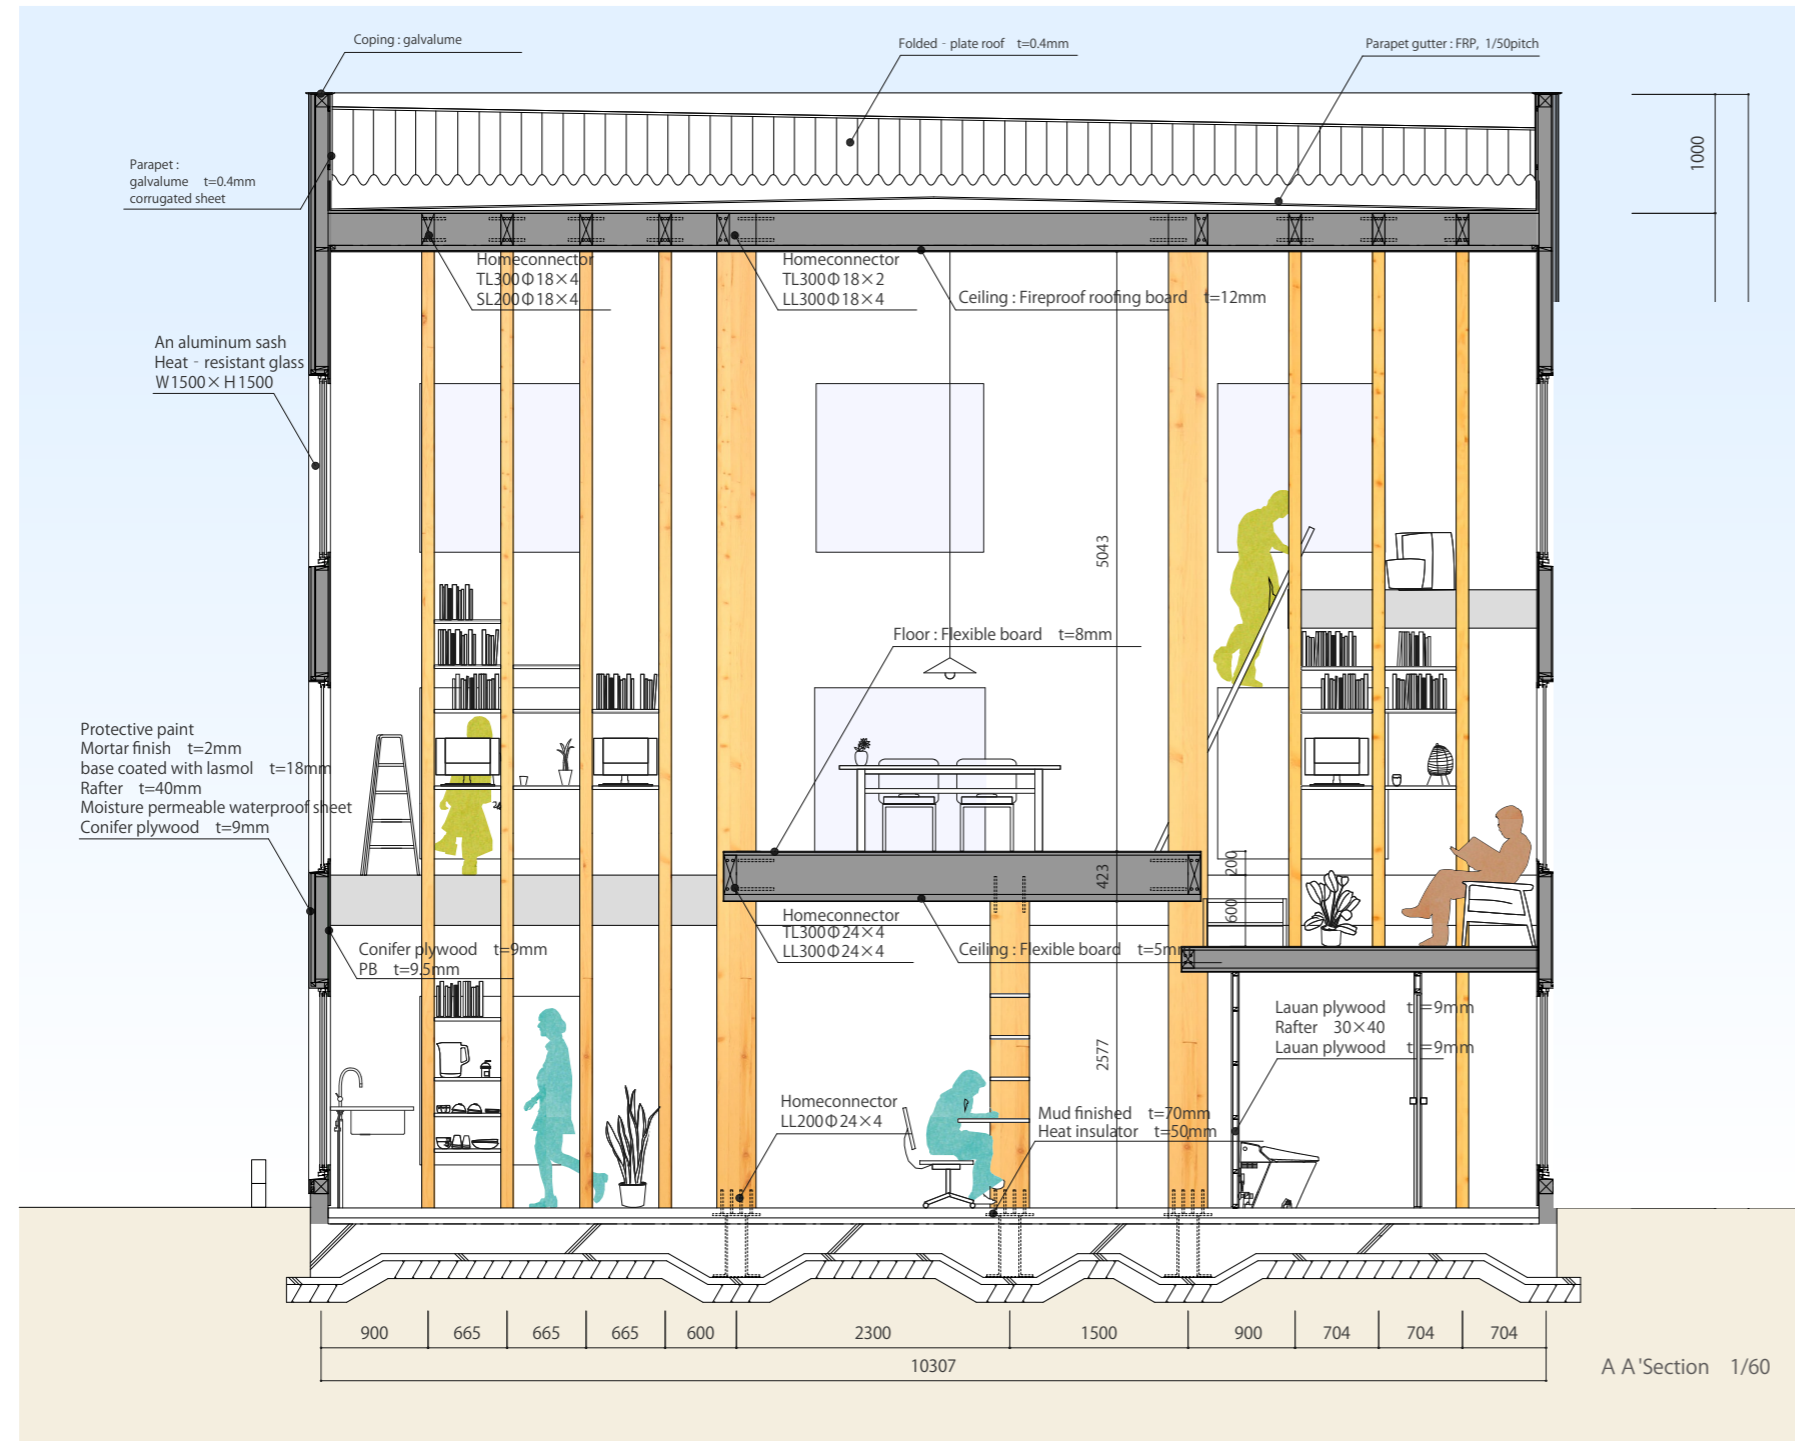 Coping : galvalume
Folded - plate roof t=0.4mm
Parapet gutter : FRP, 1/50pitch
1000
Parapet :
galvalume t=0.4mm
corrugated sheet
Homeconnector
TL300Φ18×4
SL200Φ18×4
Homeconnector
TL300Φ18×2
LL300Φ18×4
Ceiling : Fireproof roofing board t=12mm
An aluminum sash
Heat - resistant glass
W1500×H1500
5043
Floor : Flexible board t=8mm
Protective paint
Mortar finish t=2mm
base coated with lasmol t=18mm
Rafter t=40mm
Moisture permeable waterproof sheet
Conifer plywood t=9mm
423
200
600
Conifer plywood t=9mm
PB t=9.5mm
Homeconnector
TL300Φ24×4
LL300Φ24×4
Ceiling : Flexible board t=5mm
Lauan plywood t=9mm
Rafter 30×40
Lauan plywood t=9mm
2577
Homeconnector
LL200Φ24×4
Mud finished t=70mm
Heat insulator t=50mm
900 665 665 665 600 2300 1500 900 704 704 704
10307
A A'Section 1/60